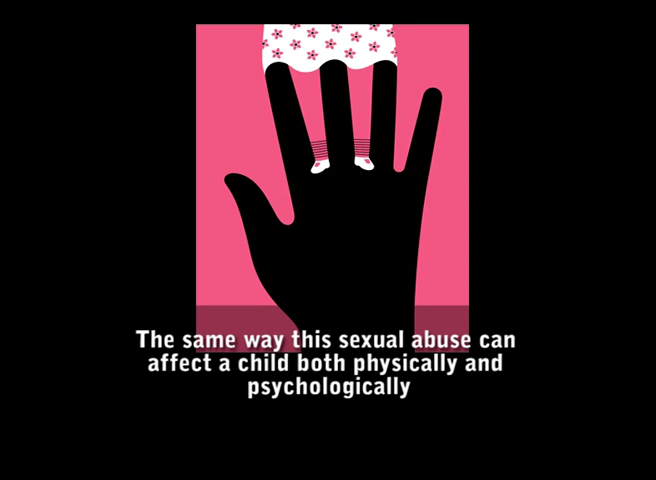 The same way this sexual abuse can
affect a child both physically and
psychologically